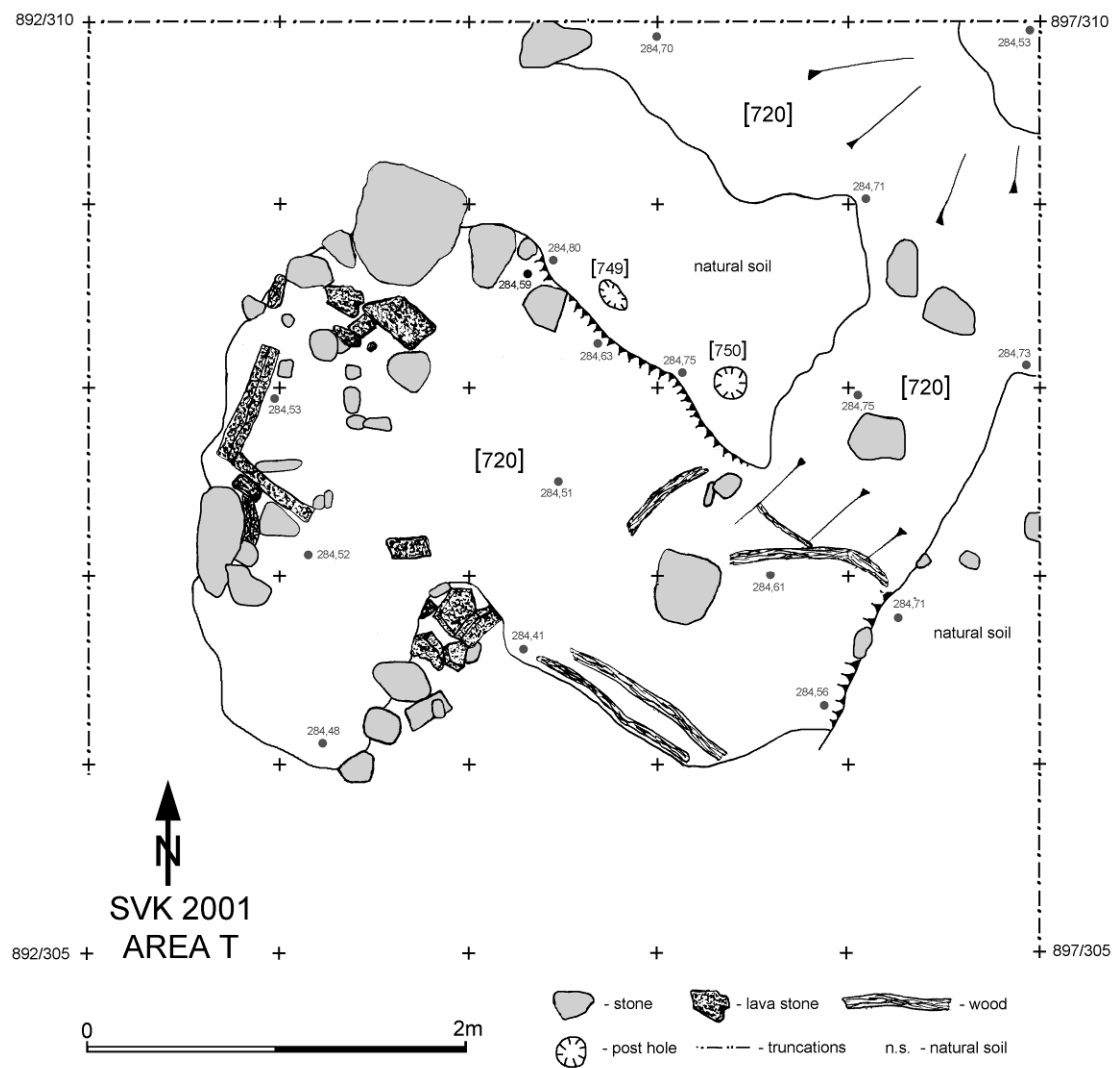 892/310
897/310
284,70
284,53
[720]
284,71
284,80
[749]
natural soil
284,59
284,63
284,75
[750]
284,73
284,53
284,75
[720]
[720]
284,51
284,52
284,61
284,71
natural soil
284,41
284,56
284,48
N
SVK 2001
AREA T
892/305
897/305
- stone
- lava stone
- wood
0
2m
- post hole
- truncations
n.s. - natural soil